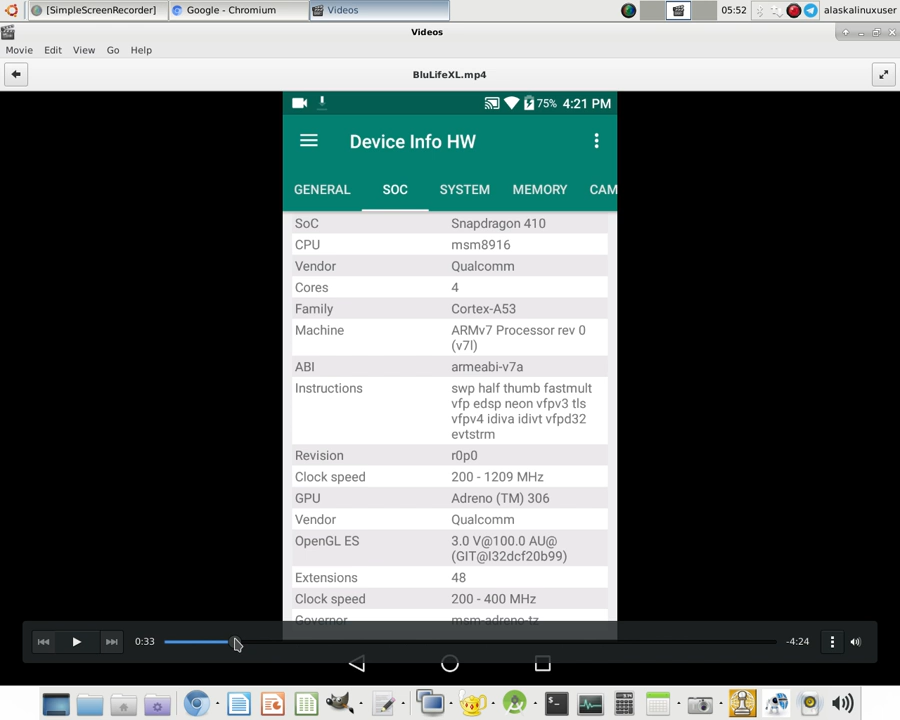 [SimpleScreenRecorder]
Google - Chromium
Videos
05:52
alaskalinuxuser
Videos
Movie Edit View Go Help
BluLifeXL.mp4
75% 4:21 PM
Device Info HW
GENERAL SOC SYSTEM MEMORY CAM
SoC Snapdragon 410
CPU msm8916
Vendor Qualcomm
Cores 4
Family Cortex-A53
Machine ARMv7 Processor rev 0
(v7l)
ABI armeabi-v7a
Instructions swp half thumb fastmult
vfp edsp neon vfpv3 tls
vfpv4 idiva idivt vfpd32
evtstrm
Revision r0p0
Clock speed 200 - 1209 MHz
GPU Adreno (TM) 306
Vendor Qualcomm
OpenGL ES 3.0 V@100.0 AU@
(GIT@I32dcf20b99)
Extensions 48
Clock speed 200 - 400 MHz
Governor msm-adreno-tz
0:33 -4:24